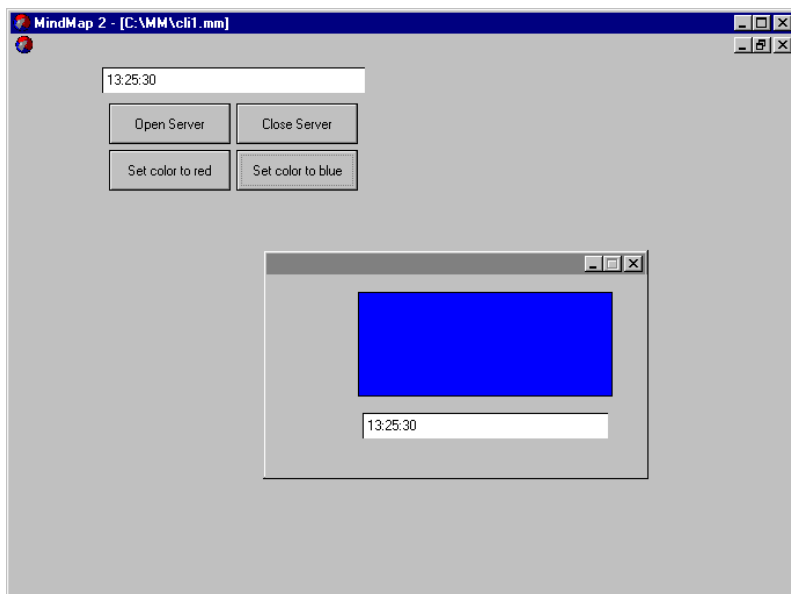 MindMap 2 - [C:\MM\cli1.mm]
13:25:30
Open Server Close Server
Set color to red Set color to blue
13:25:30